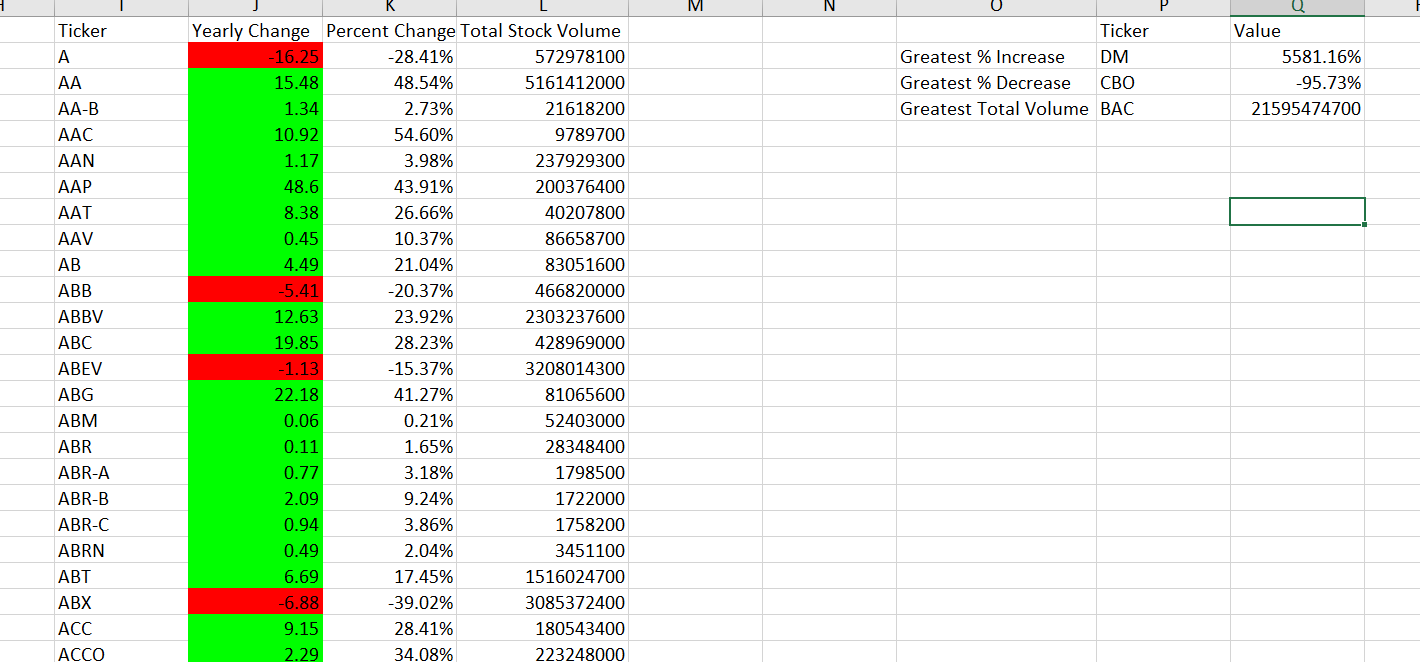 H I J K L M N O P Q
Ticker Yearly Change Percent Change Total Stock Volume Ticker Value
A -16.25 -28.41% 572978100 Greatest % Increase DM 5581.16%
AA 15.48 48.54% 5161412000 Greatest % Decrease CBO -95.73%
AA-B 1.34 2.73% 21618200 Greatest Total Volume BAC 21595474700
AAC 10.92 54.60% 9789700
AAN 1.17 3.98% 237929300
AAP 48.6 43.91% 200376400
AAT 8.38 26.66% 40207800
AAV 0.45 10.37% 86658700
AB 4.49 21.04% 83051600
ABB -5.41 -20.37% 466820000
ABBV 12.63 23.92% 2303237600
ABC 19.85 28.23% 428969000
ABEV -1.13 -15.37% 3208014300
ABG 22.18 41.27% 81065600
ABM 0.06 0.21% 52403000
ABR 0.11 1.65% 28348400
ABR-A 0.77 3.18% 1798500
ABR-B 2.09 9.24% 1722000
ABR-C 0.94 3.86% 1758200
ABRN 0.49 2.04% 3451100
ABT 6.69 17.45% 1516024700
ABX -6.88 -39.02% 3085372400
ACC 9.15 28.41% 180543400
ACCO 2.29 34.08% 223248000